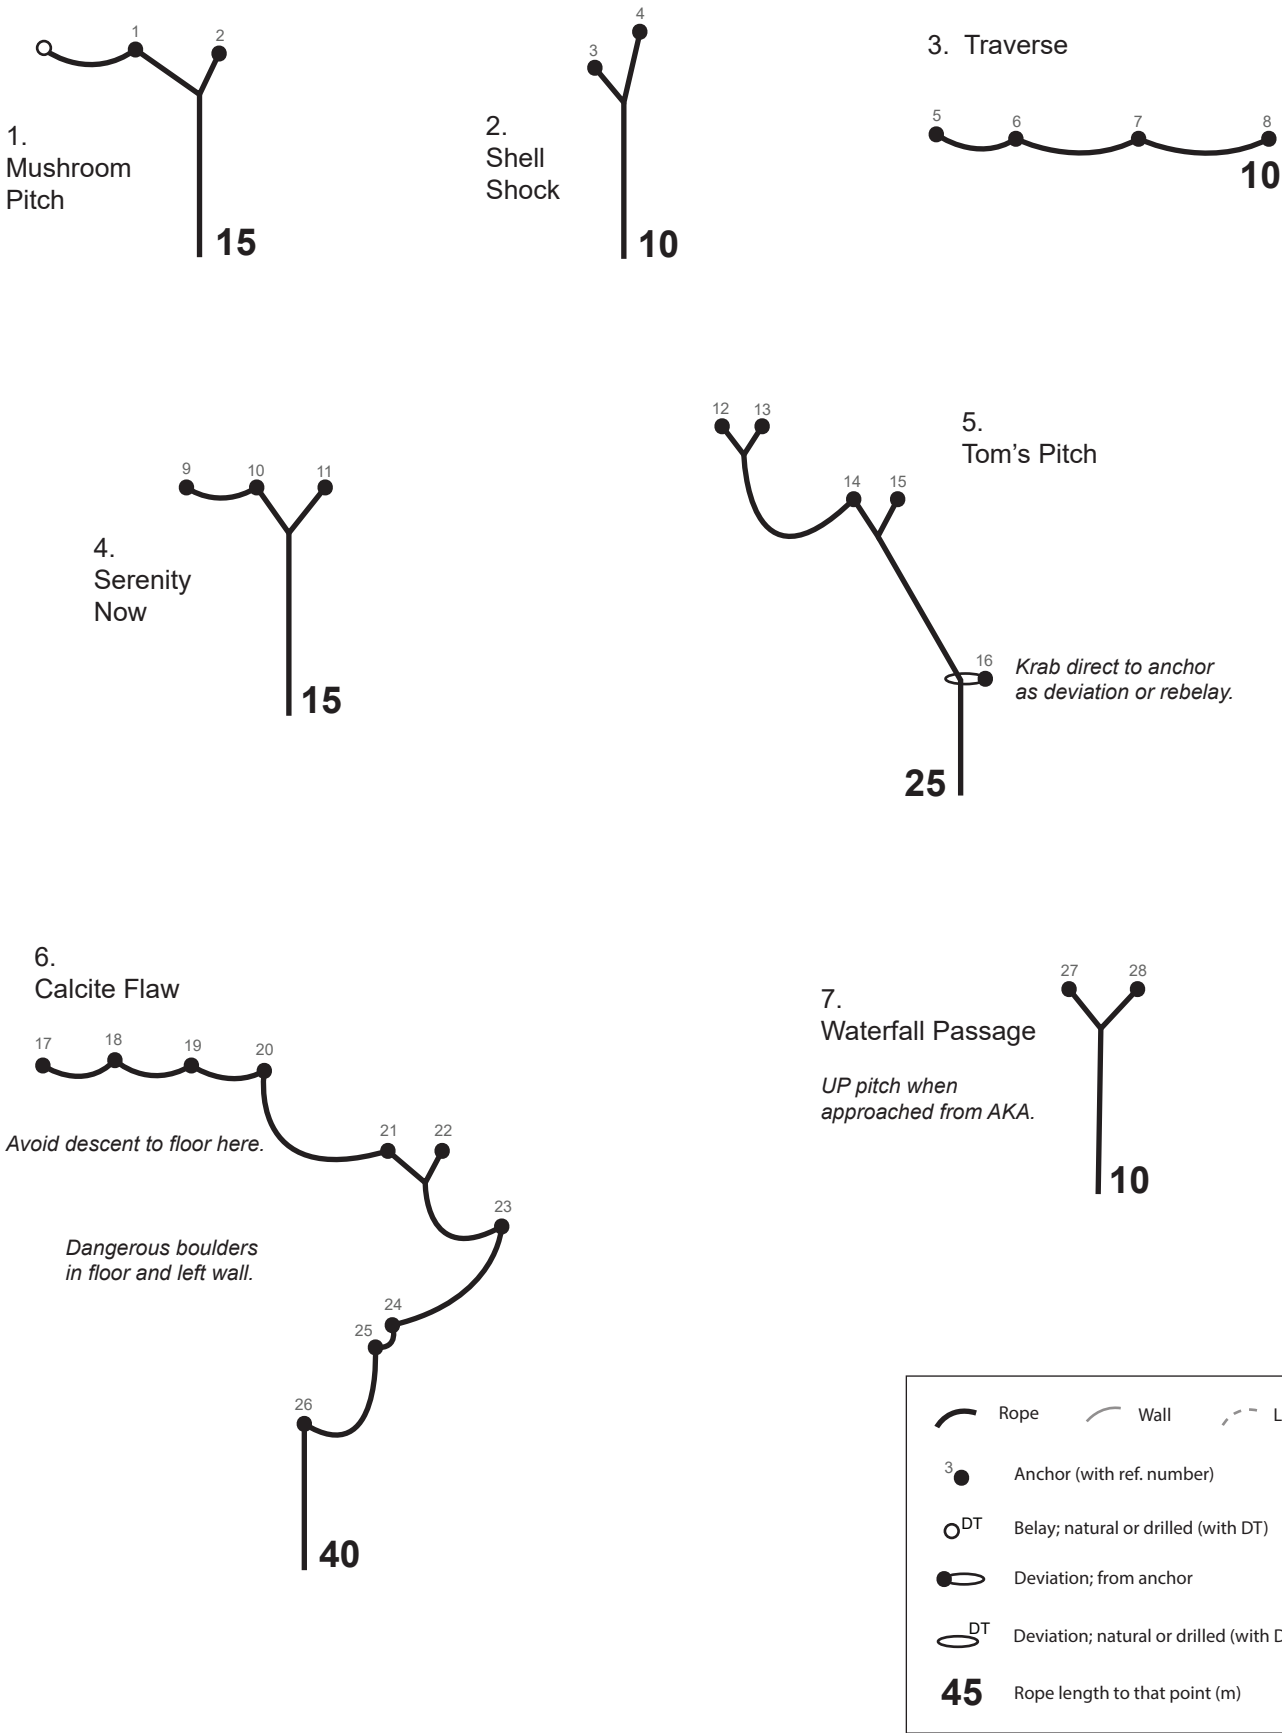 1
2
1.
Mushroom
Pitch
15
3
4
2.
Shell
Shock
10
3. Traverse
5
6
7
8
10
9
10
11
4.
Serenity
Now
15
12
13
14
15
5.
Tom's Pitch
16
Krab direct to anchor
as deviation or rebelay.
25
6.
Calcite Flaw
17
18
19
20
Avoid descent to floor here.
21
22
23
Dangerous boulders
in floor and left wall.
24
25
26
40
7.
Waterfall Passage
27
28
UP pitch when
approached from AKA.
10
Rope
Wall
L
3
Anchor (with ref. number)
DT
Belay; natural or drilled (with DT)
Deviation; from anchor
DT
Deviation; natural or drilled (with D
45
Rope length to that point (m)